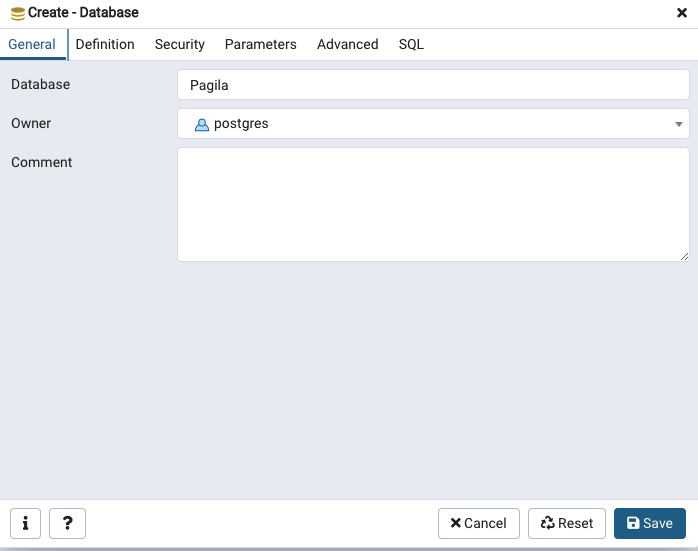 Create - Database
General Definition Security Parameters Advanced SQL
Database Pagila
Owner postgres
Comment
i ? Cancel Reset Save